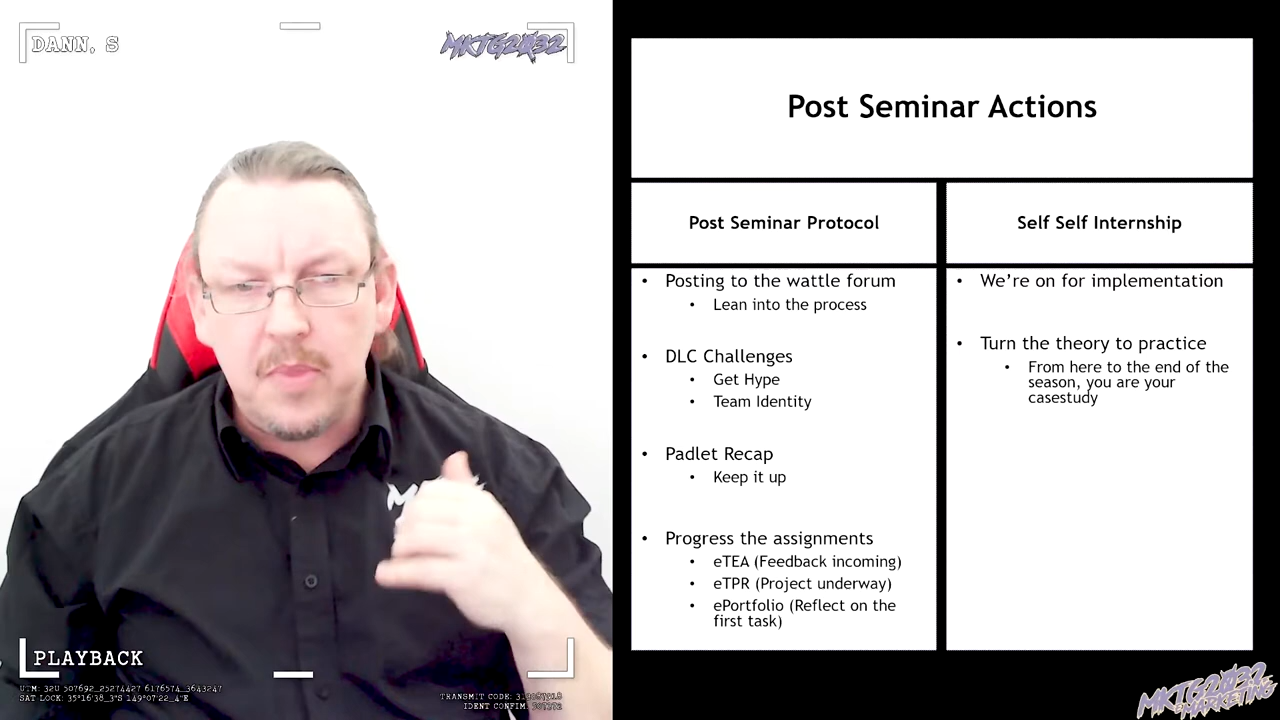 DANN, S
MKTG2032
PLAYBACK
Post Seminar Actions
Post Seminar Protocol
• Posting to the wattle forum
• Lean into the process
• DLC Challenges
• Get Hype
• Team Identity
• Padlet Recap
• Keep it up
• Progress the assignments
• eTEA (Feedback incoming)
• eTPR (Project underway)
• ePortfolio (Reflect on the
first task)
Self Self Internship
• We’re on for implementation
• Turn the theory to practice
• From here to the end of the
season, you are your
casestudy
MKTG2032
EMARKETING